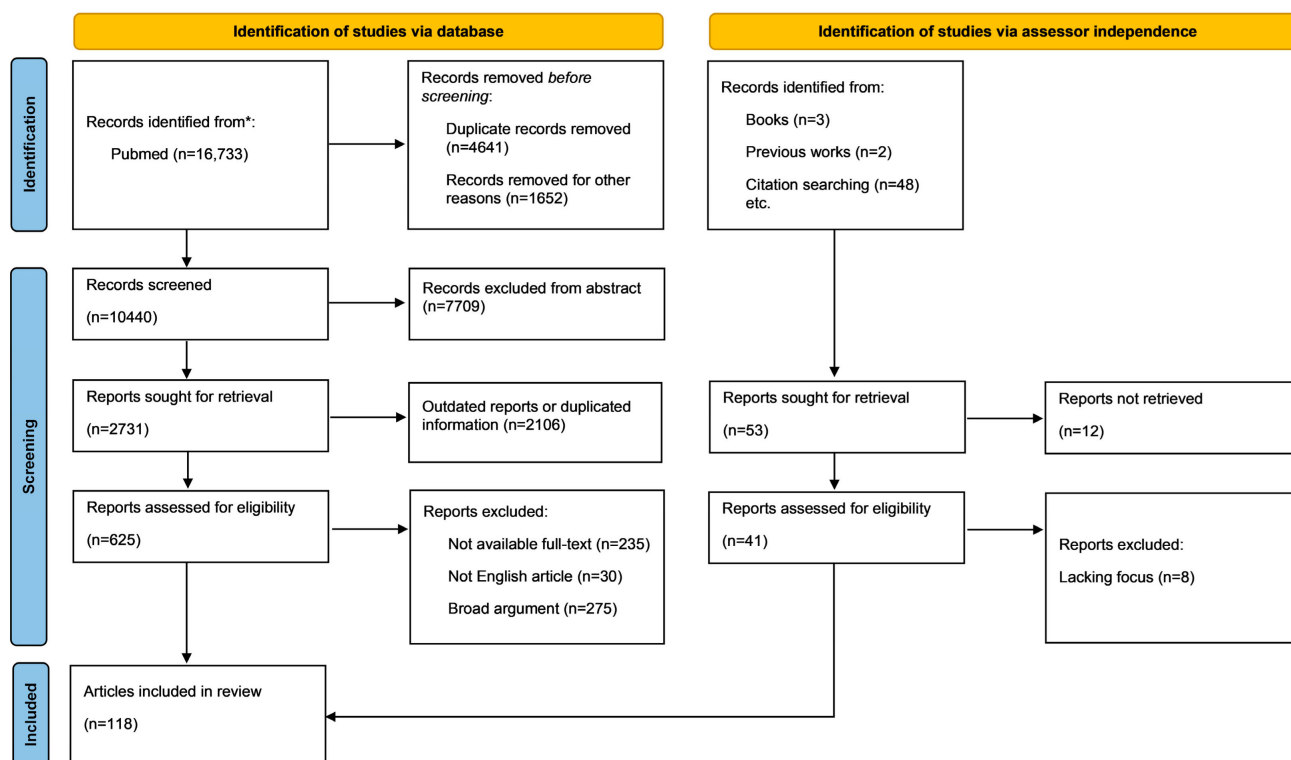 Identification of studies via database
Identification of studies via assessor independence
Identification
Records identified from*:
Pubmed (n=16,733)
Records removed before
screening:
Duplicate records removed
(n=4641)
Records removed for other
reasons (n=1652)
Records identified from:
Books (n=3)
Previous works (n=2)
Citation searching (n=48)
etc.
Screening
Records screened
(n=10440)
Records excluded from abstract
(n=7709)
Reports sought for retrieval
(n=2731)
Outdated reports or duplicated
information (n=2106)
Reports sought for retrieval
(n=53)
Reports not retrieved
(n=12)
Reports assessed for eligibility
(n=625)
Reports excluded:
Not available full-text (n=235)
Not English article (n=30)
Broad argument (n=275)
Reports assessed for eligibility
(n=41)
Reports excluded:
Lacking focus (n=8)
Included
Articles included in review
(n=118)